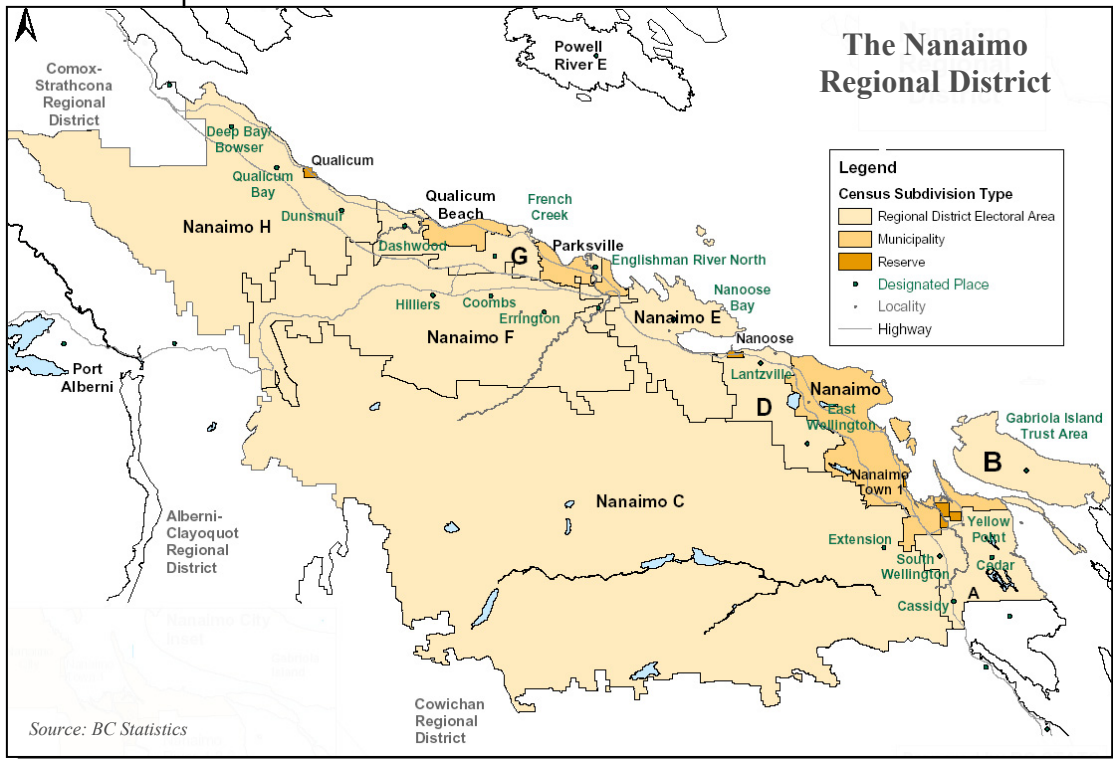 The Nanaimo
Regional District
Powell
River E
Comox-
Strathcona
Regional
District
Legend
Census Subdivision Type
Regional District Electoral Area
Municipality
Reserve
Designated Place
Locality
Highway
Deep Bay/
Bowser
Qualicum
Qualicum
Bay
Dunsmuir
Nanaimo H
Qualicum
Beach
French
Creek
Dashwood
G
Parksville
Englishman River North
Hilliers
Coombs
Errington
Nanaimo F
Nanaimo E
Nanoose
Bay
Nanoose
Lantzville
D
Nanaimo
East
Wellington
Port
Alberni
Gabriola Island
Trust Area
B
Nanaimo
own 1
Nanaimo C
Alberni-
Clayoquot
Regional
District
Extension
South
Wellington
Yellow
Point
Cedar
A
Cassidy
Cowichan
Regional
District
Source: BC Statistics